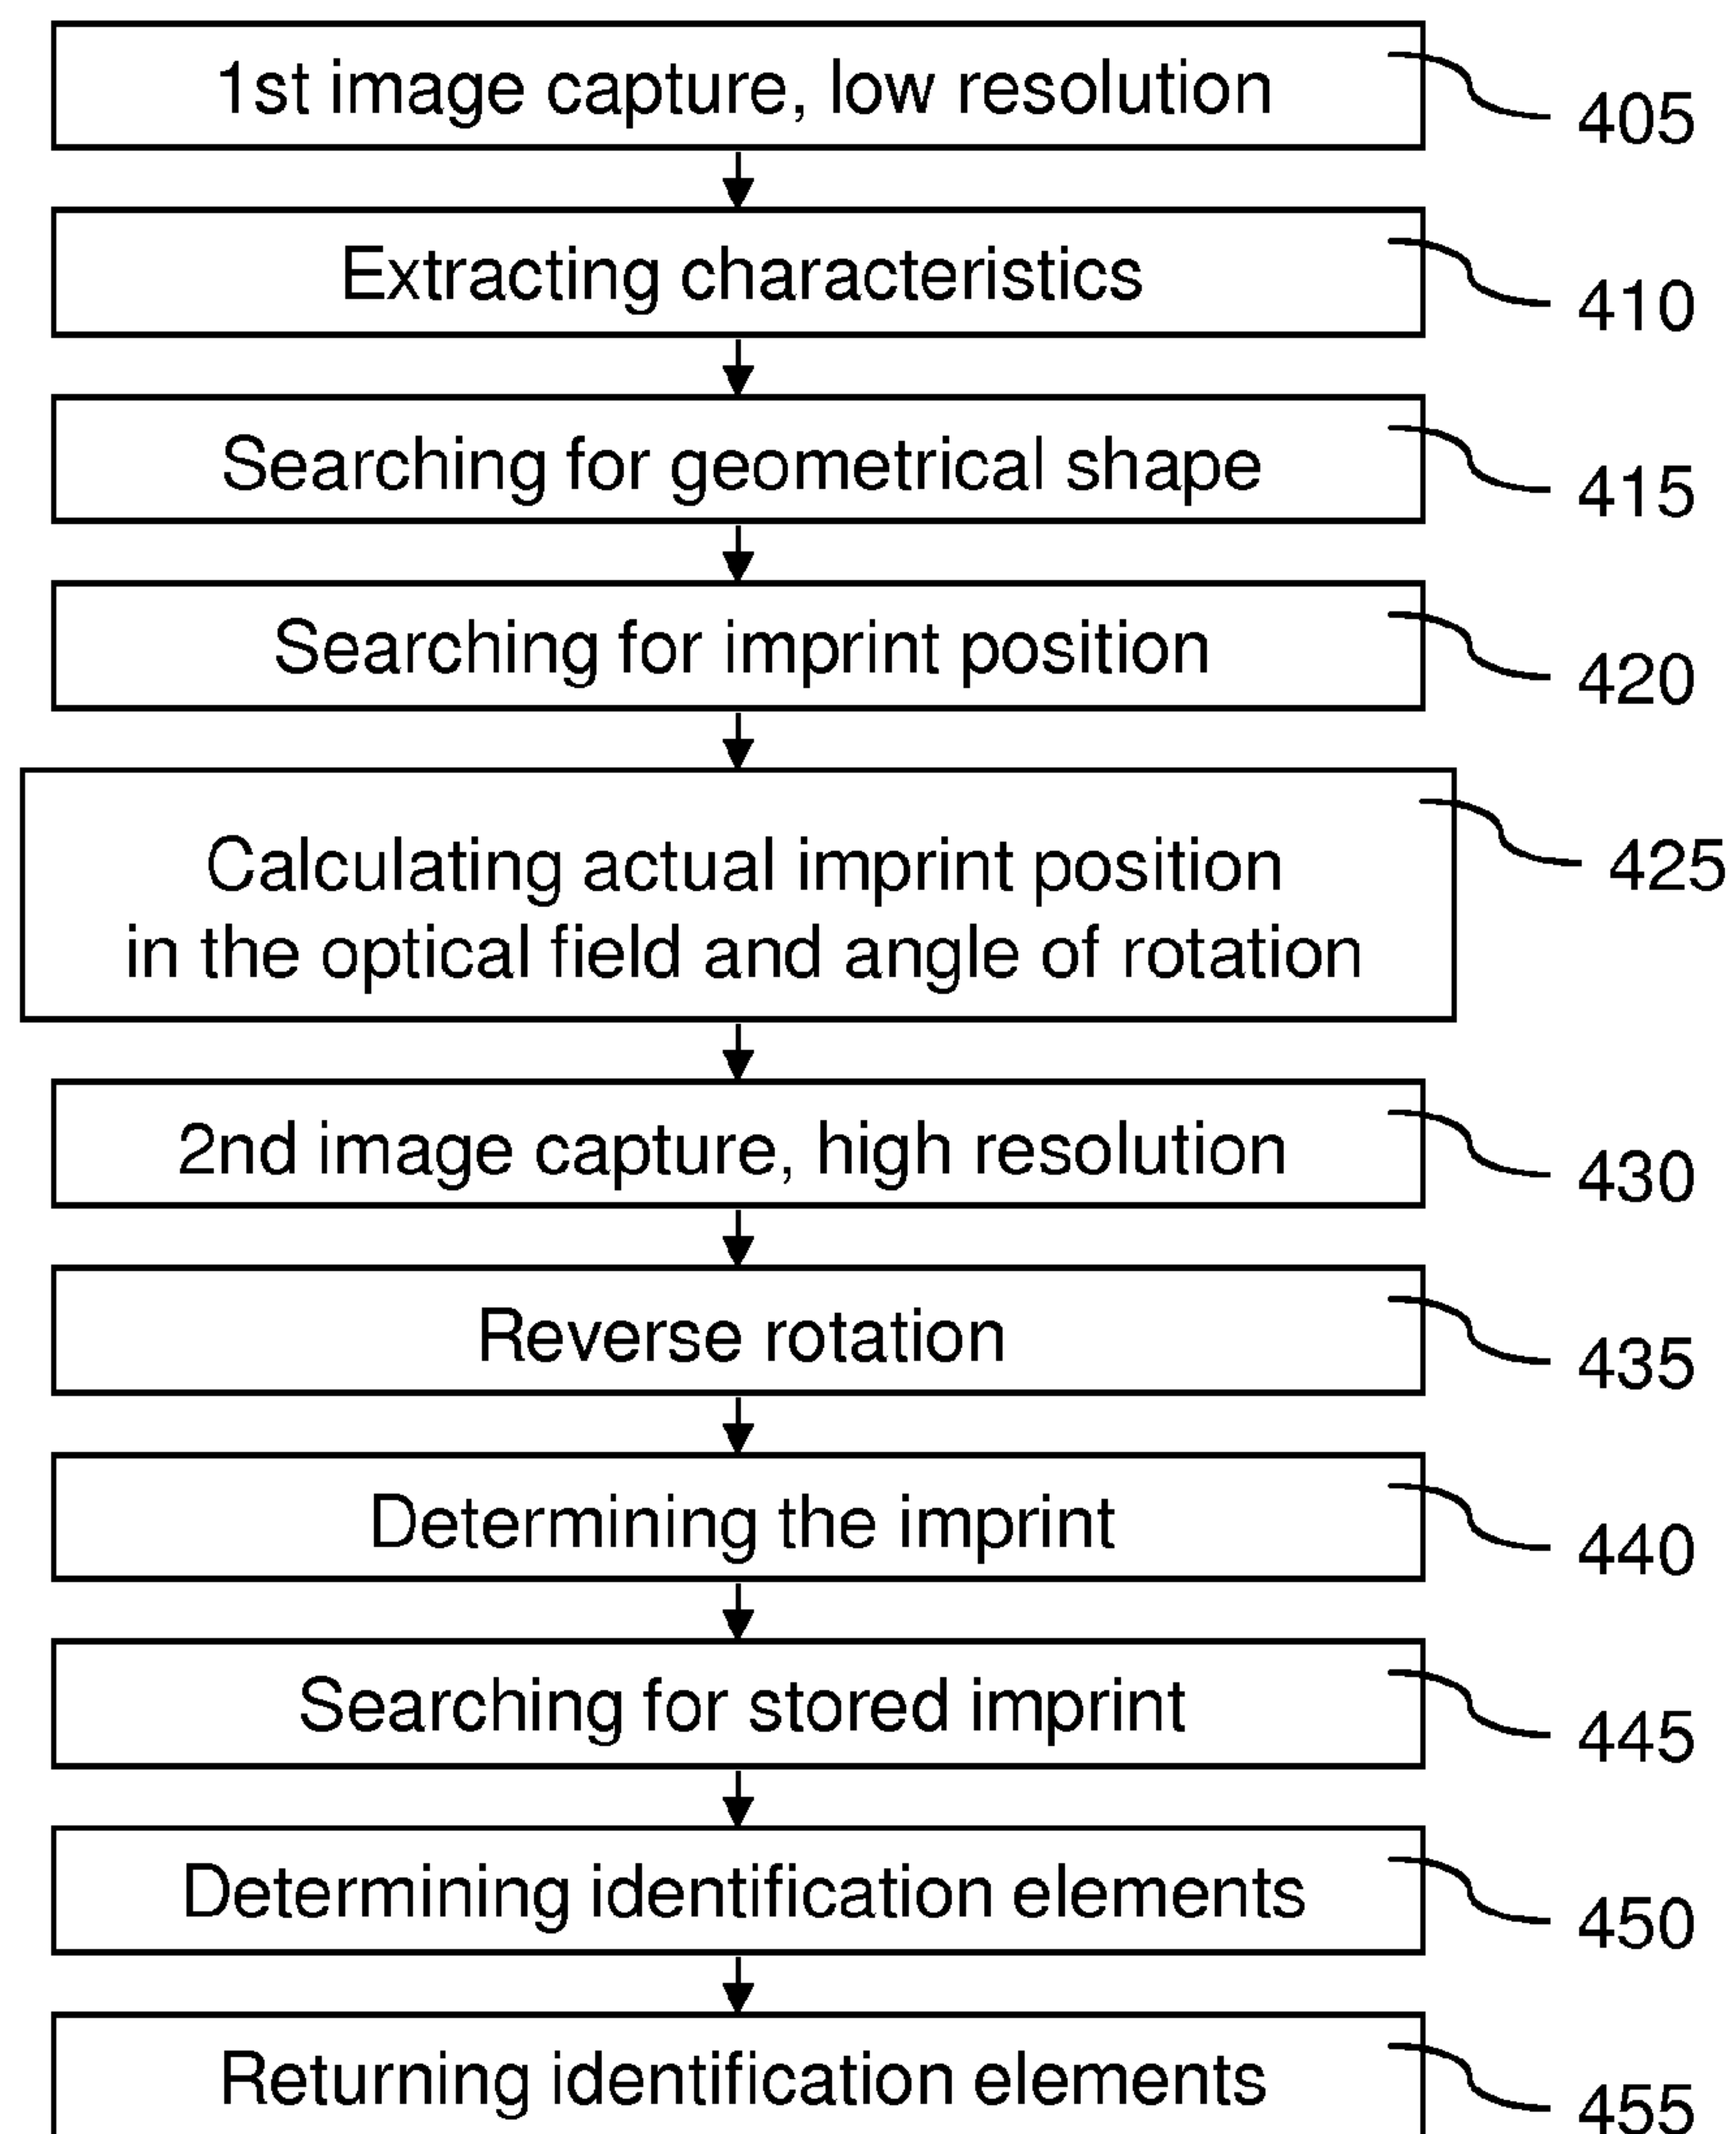 1st image capture, low resolution
405
Extracting characteristics
410
Searching for geometrical shape
415
Searching for imprint position
420
Calculating actual imprint position
in the optical field and angle of rotation
425
2nd image capture, high resolution
430
Reverse rotation
435
Determining the imprint
440
Searching for stored imprint
445
Determining identification elements
450
Returning identification elements
455